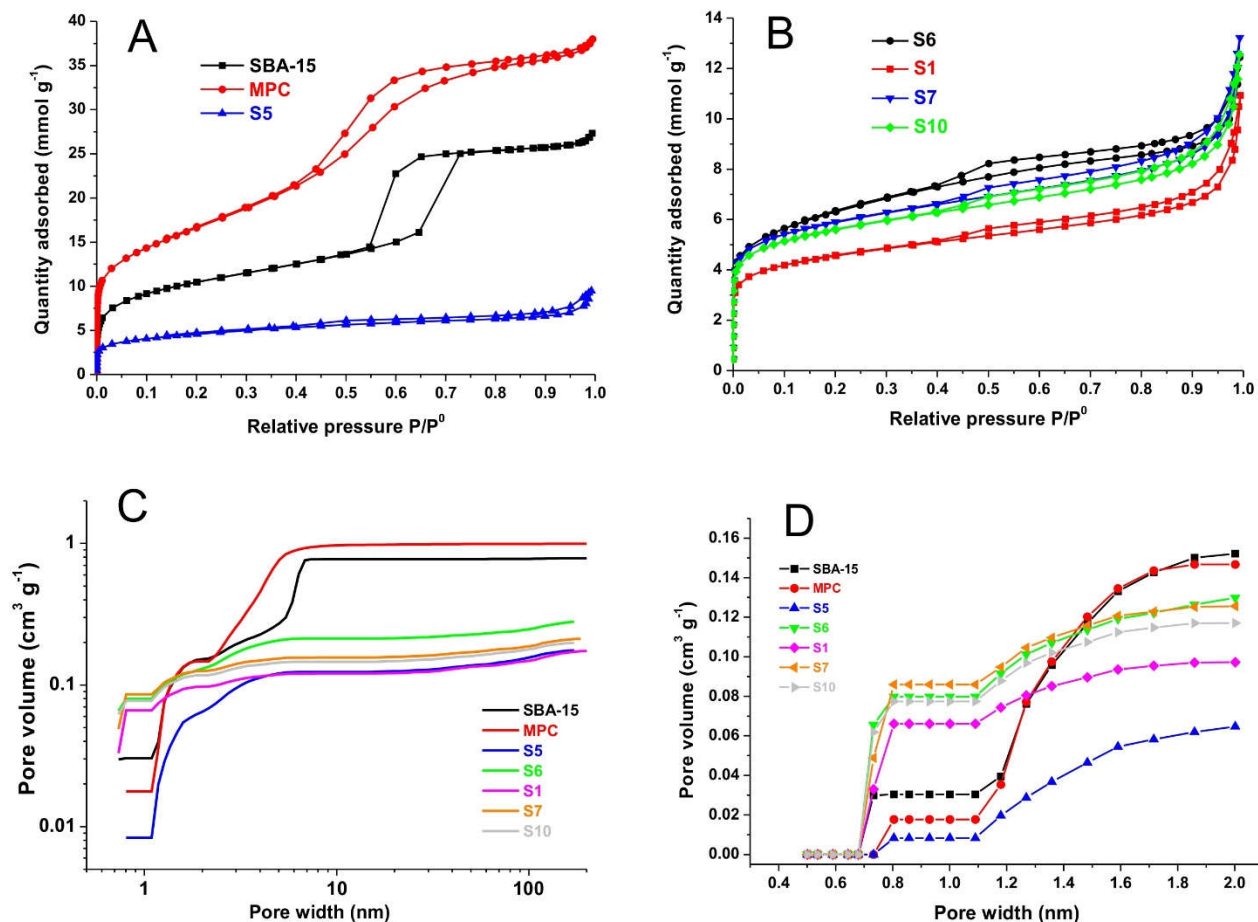 A
40
35
30
25
20
15
10
5
0
Quantity adsorbed (mmol g⁻¹)
SBA-15
MPC
S5
0.0 0.1 0.2 0.3 0.4 0.5 0.6 0.7 0.8 0.9 1.0
Relative pressure P/P⁰
B
14
12
10
8
6
4
2
0
Quantity adsorbed (mmol g⁻¹)
S6
S1
S7
S10
0.0 0.1 0.2 0.3 0.4 0.5 0.6 0.7 0.8 0.9 1.0
Relative pressure P/P⁰
C
1
0.1
0.01
Pore volume (cm³ g⁻¹)
SBA-15
MPC
S5
S6
S1
S7
S10
1 10 100
Pore width (nm)
D
0.16
0.14
0.12
0.10
0.08
0.06
0.04
0.02
0.00
Pore volume (cm³ g⁻¹)
SBA-15
MPC
S5
S6
S1
S7
S10
0.4 0.6 0.8 1.0 1.2 1.4 1.6 1.8 2.0
Pore width (nm)